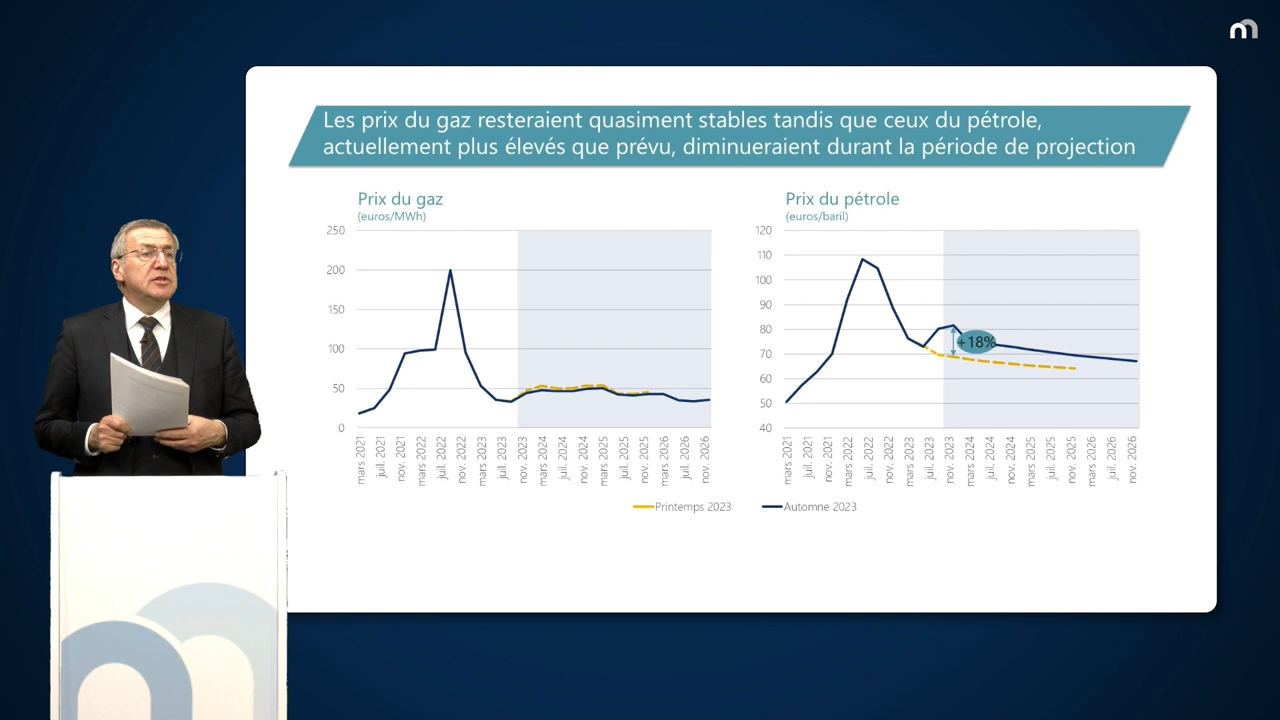 Les prix du gaz resteraient quasiment stables tandis que ceux du pétrole,
actuellement plus élevés que prévu, diminueraient durant la période de projection
Prix du gaz
(euros/MWh)
250
200
150
100
50
0
mars 2021
juil. 2021
nov. 2021
mars 2022
juil. 2022
nov. 2022
mars 2023
juil. 2023
nov. 2023
mars 2024
juil. 2024
nov. 2024
mars 2025
juil. 2025
nov. 2025
mars 2026
juil. 2026
nov. 2026
Prix du pétrole
(euros/baril)
120
110
100
90
80
70
60
50
40
+18%
mars 2021
juil. 2021
nov. 2021
mars 2022
juil. 2022
nov. 2022
mars 2023
juil. 2023
nov. 2023
mars 2024
juil. 2024
nov. 2024
mars 2025
juil. 2025
nov. 2025
mars 2026
juil. 2026
nov. 2026
Printemps 2023
Automne 2023